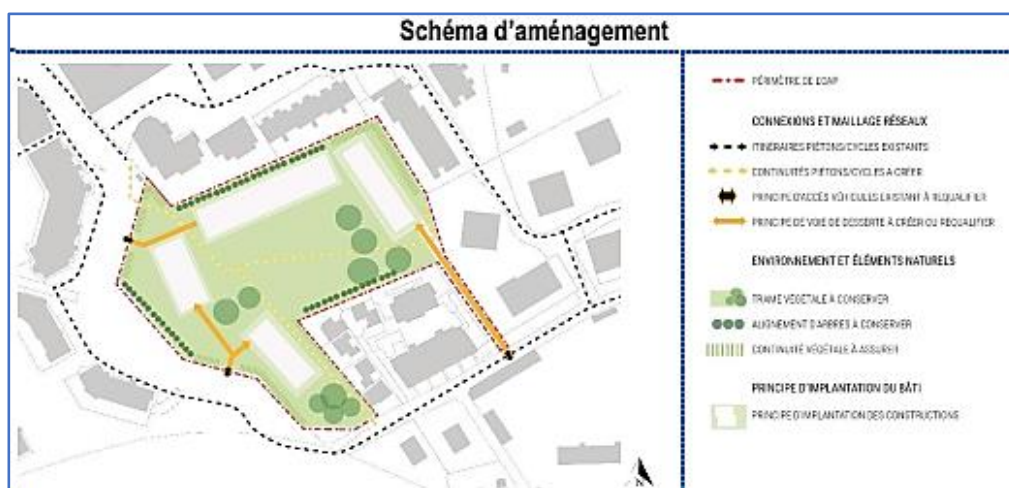 Schéma d'aménagement
PÉRIMÈTRE DE L'OAP
CONNEXIONS ET MAILLAGE RÉSEAUX
ITINÉRAIRES PIÉTONS/CYCLES EXISTANTS
CONTINUITÉS PIÉTONS/CYCLES A CRÉER
PRINCIPE D'ACCÈS VÉHICULES EXISTANT À REQUALIFIER
PRINCIPE DE VOIE DE DESSERTE À CRÉER OU REQUALIFIER
ENVIRONNEMENT ET ÉLÉMENTS NATURELS
TRAME VÉGÉTALE À CONSERVER
ALIGNEMENT D'ARBRES À CONSERVER
CONTINUITÉ VÉGÉTALE À ASSURER
PRINCIPE D'IMPLANTATION DU BÂTI
PRINCIPE D'IMPLANTATION DES CONSTRUCTIONS
N